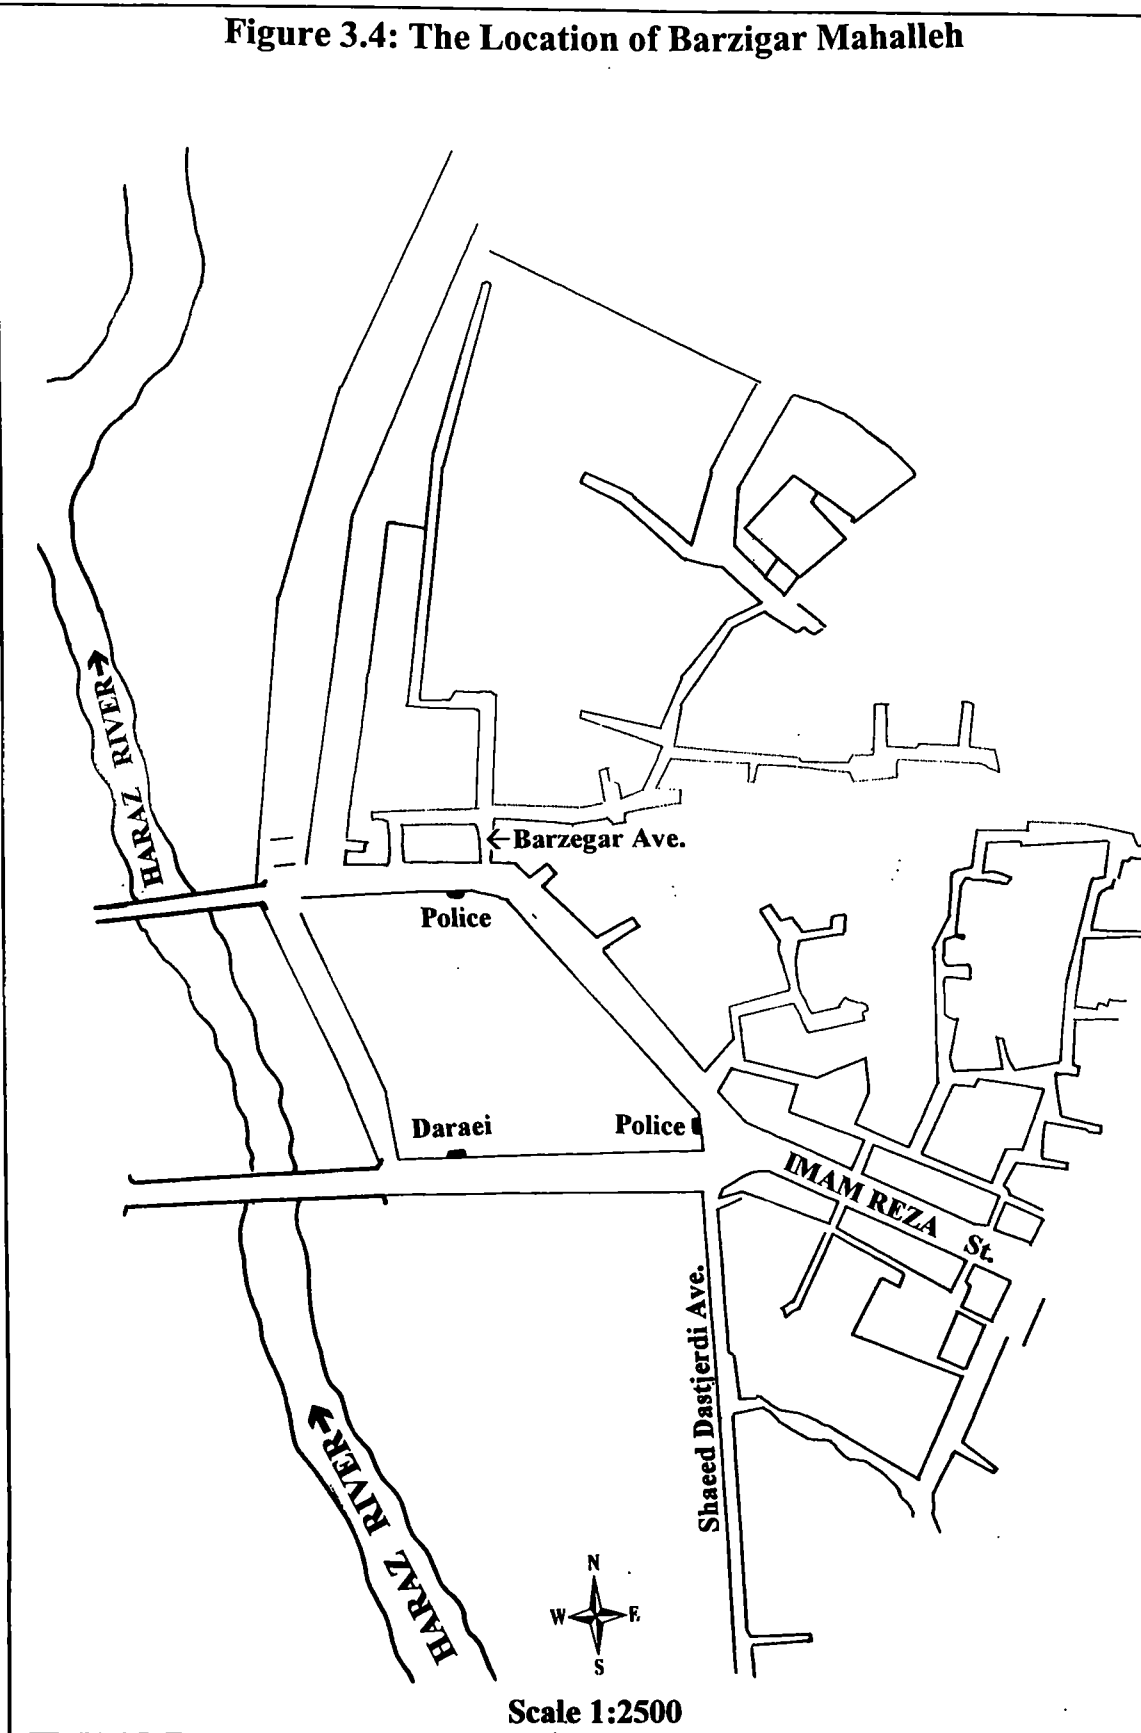 Figure 3.4: The Location of Barzigar Mahalleh
HARAZ RIVER
Barzegar Ave.
Police
Daraei
Police
IMAM REZA St.
Shaeed Dastjerdi Ave.
HARAZ RIVER
N
W E
S
Scale 1:2500